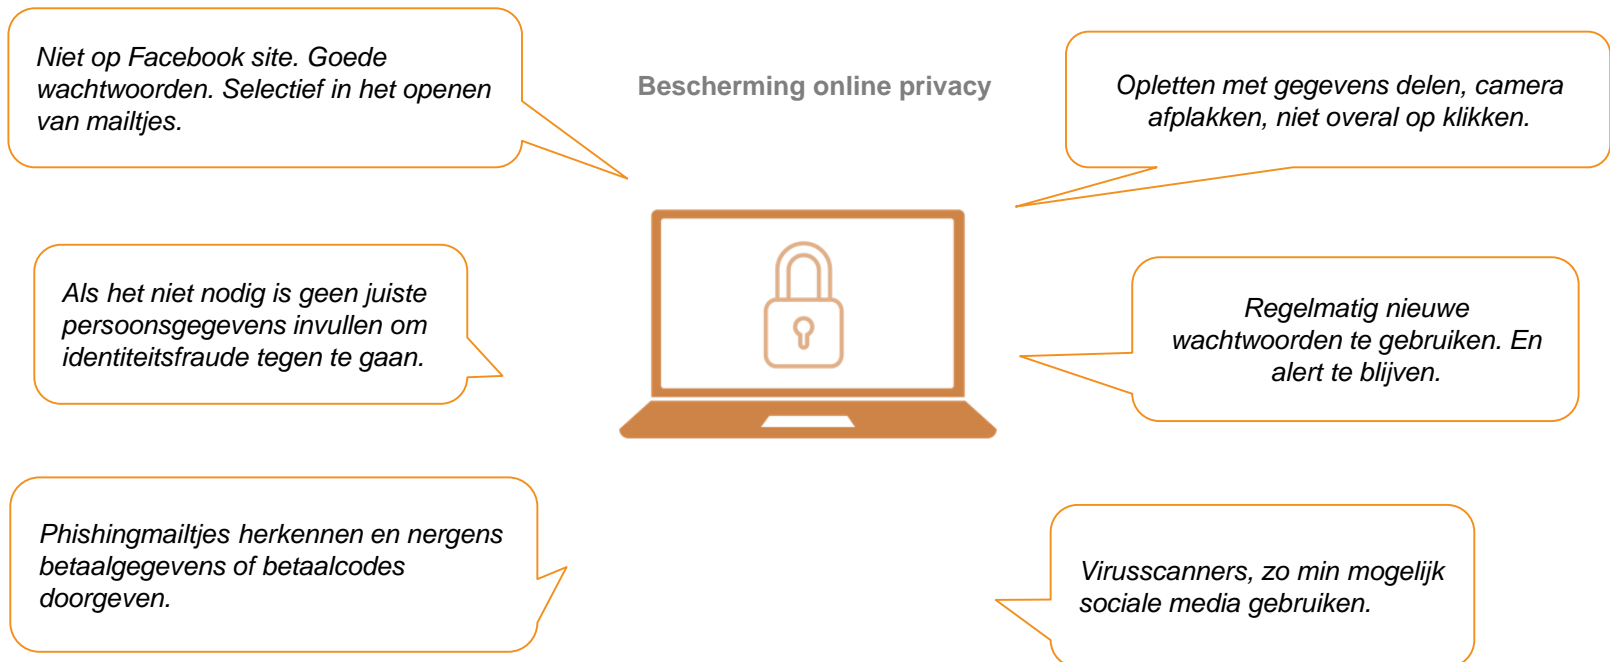 Niet op Facebook site. Goede
wachtwoorden. Selectief in het openen
van mailtjes.
Bescherming online privacy
Opletten met gegevens delen, camera
afplakken, niet overal op klikken.
Als het niet nodig is geen juiste
persoonsgegevens invullen om
identiteitsfraude tegen te gaan.
Regelmatig nieuwe
wachtwoorden te gebruiken. En
alert te blijven.
Phishingmailtjes herkennen en nergens
betaalgegevens of betaalcodes
doorgeven.
Virusscanners, zo min mogelijk
sociale media gebruiken.